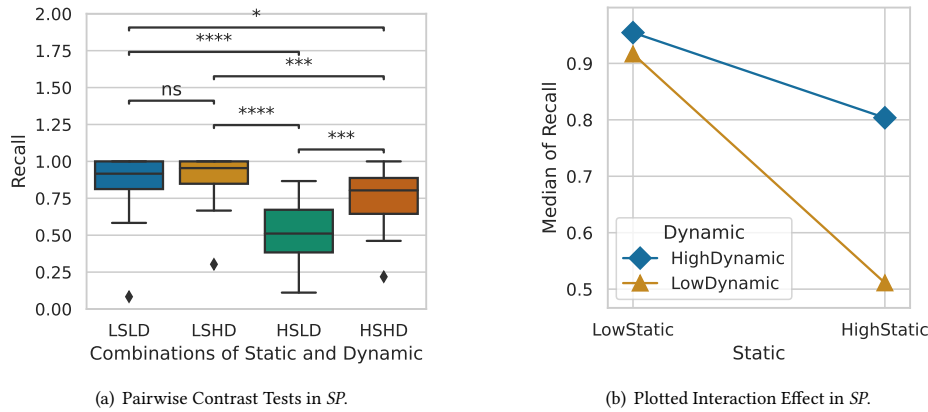 2.00
1.75
1.50
1.25
1.00
0.75
0.50
0.25
0.00
Recall
*
****
***
ns
****
***
LSLD LSHD HSLD HSHD
Combinations of Static and Dynamic
(a) Pairwise Contrast Tests in SP.
0.9
0.8
0.7
0.6
0.5
Median of Recall
Dynamic
HighDynamic
LowDynamic
LowStatic HighStatic
Static
(b) Plotted Interaction Effect in SP.